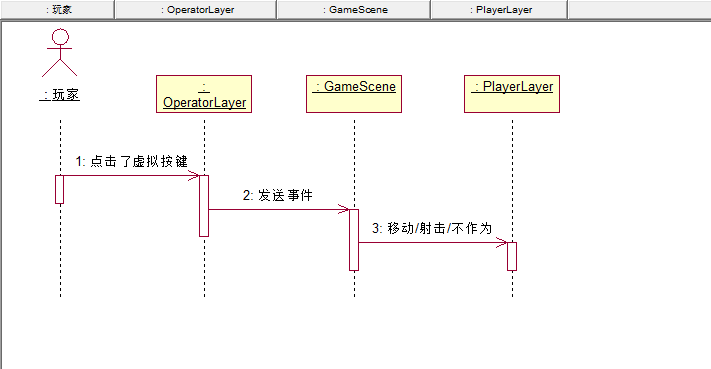 : 玩家
: OperatorLayer
: GameScene
: PlayerLayer
: 玩家
:
OperatorLayer
: GameScene
: PlayerLayer
1: 点击了虚拟按键
2: 发送事件
3: 移动/射击/不作为